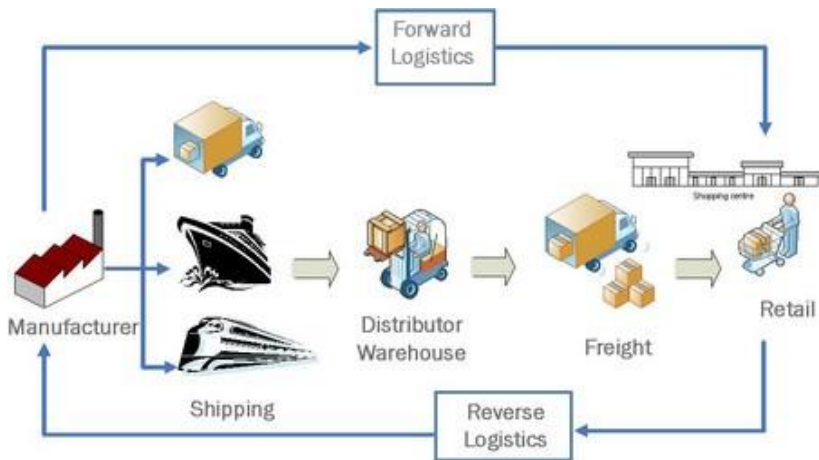 Forward
Logistics
Shopping centre
Manufacturer
Distributor
Warehouse
Freight
Retail
Shipping
Reverse
Logistics